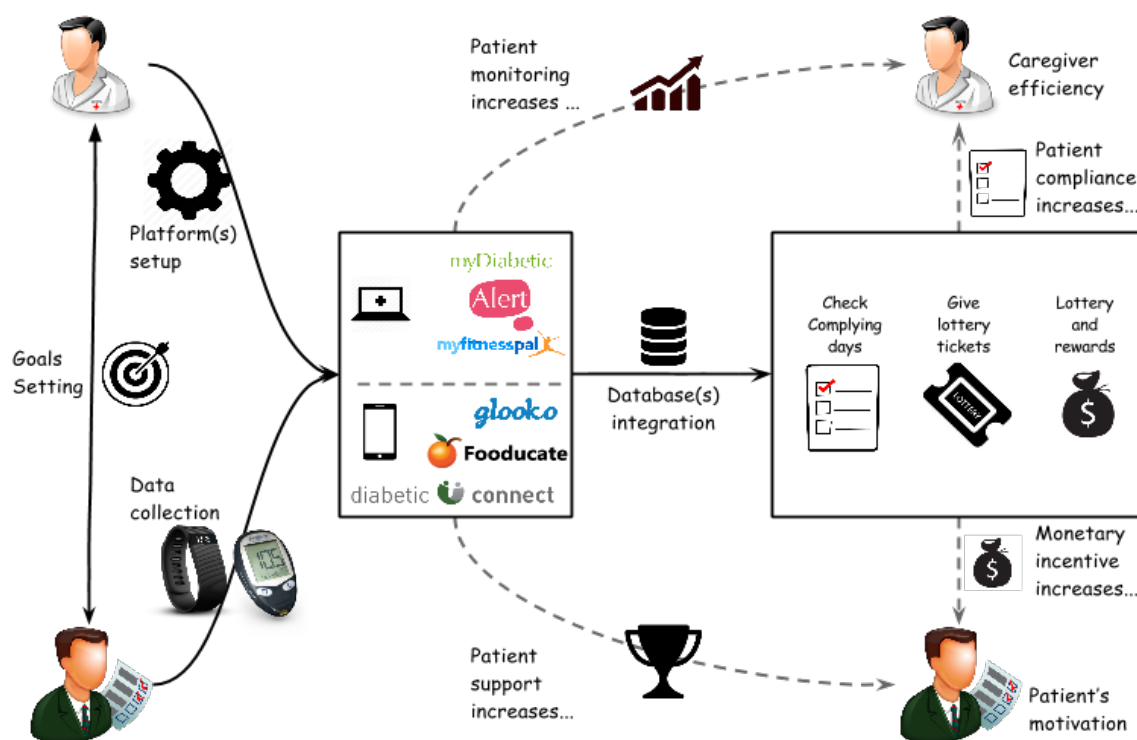 Patient
monitoring
increases ...
Caregiver
efficiency
Platform(s)
setup
Patient
compliance
increases...
myDiabetic
Alert
myfitnesspal
Goals
Setting
Database(s)
integration
Check
Complying
days
Give
lottery
tickets
LOTTERY
Lottery
and
rewards
$
glooko
Fooducate
diabetic connect
Data
collection
105
Monetary
incentive
increases...
$
Patient
support
increases...
Patient's
motivation